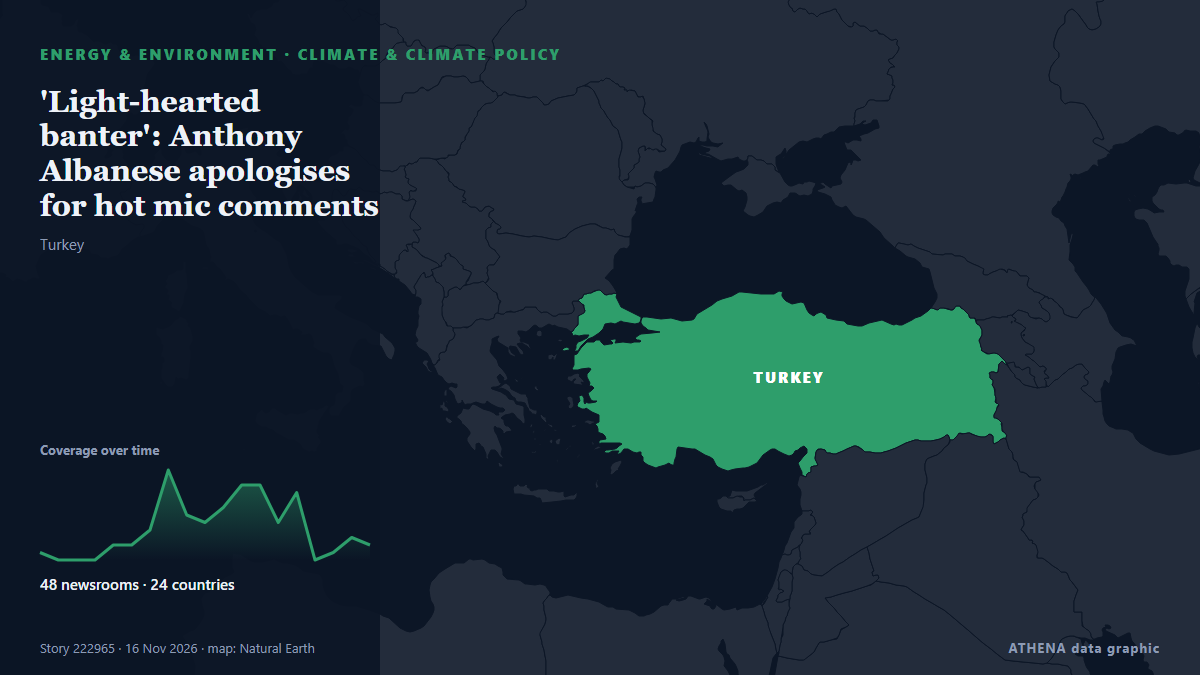 ENERGY & ENVIRONMENT · CLIMATE & CLIMATE POLICY
'Light-hearted
banter': Anthony
Albanese apologises
for hot mic comments
Turkey
TURKEY
Coverage over time
48 newsrooms · 24 countries
Story 222965 · 16 Nov 2026 · map: Natural Earth
ATHENA data graphic